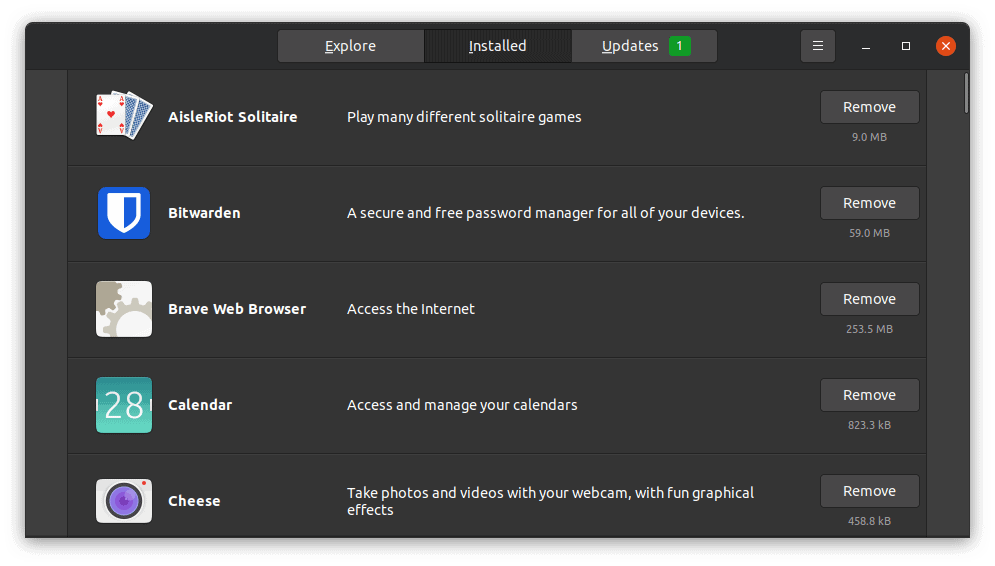 Explore
Installed
Updates 1
AisleRiot Solitaire
Play many different solitaire games
Remove
9.0 MB
Bitwarden
A secure and free password manager for all of your devices.
Remove
59.0 MB
Brave Web Browser
Access the Internet
Remove
253.5 MB
28
Calendar
Access and manage your calendars
Remove
823.3 kB
Cheese
Take photos and videos with your webcam, with fun graphical
effects
Remove
458.8 kB